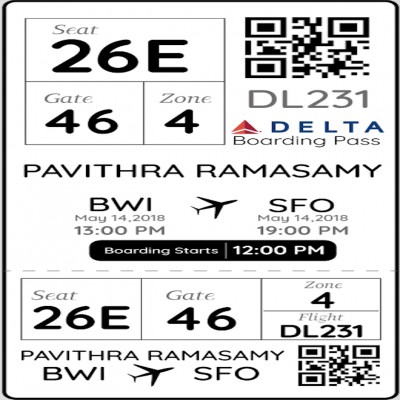 Seat
26E
Gate
46
Zone
4
DL231
DELTA
Boarding Pass
PAVITHRA RAMASAMY
BWI SFO
May 14,2018 May 14,2018
13:00 PM 19:00 PM
Boarding Starts 12:00 PM
Seat
26E
Gate
46
Zone
4
Flight
DL231
PAVITHRA RAMASAMY
BWI SFO